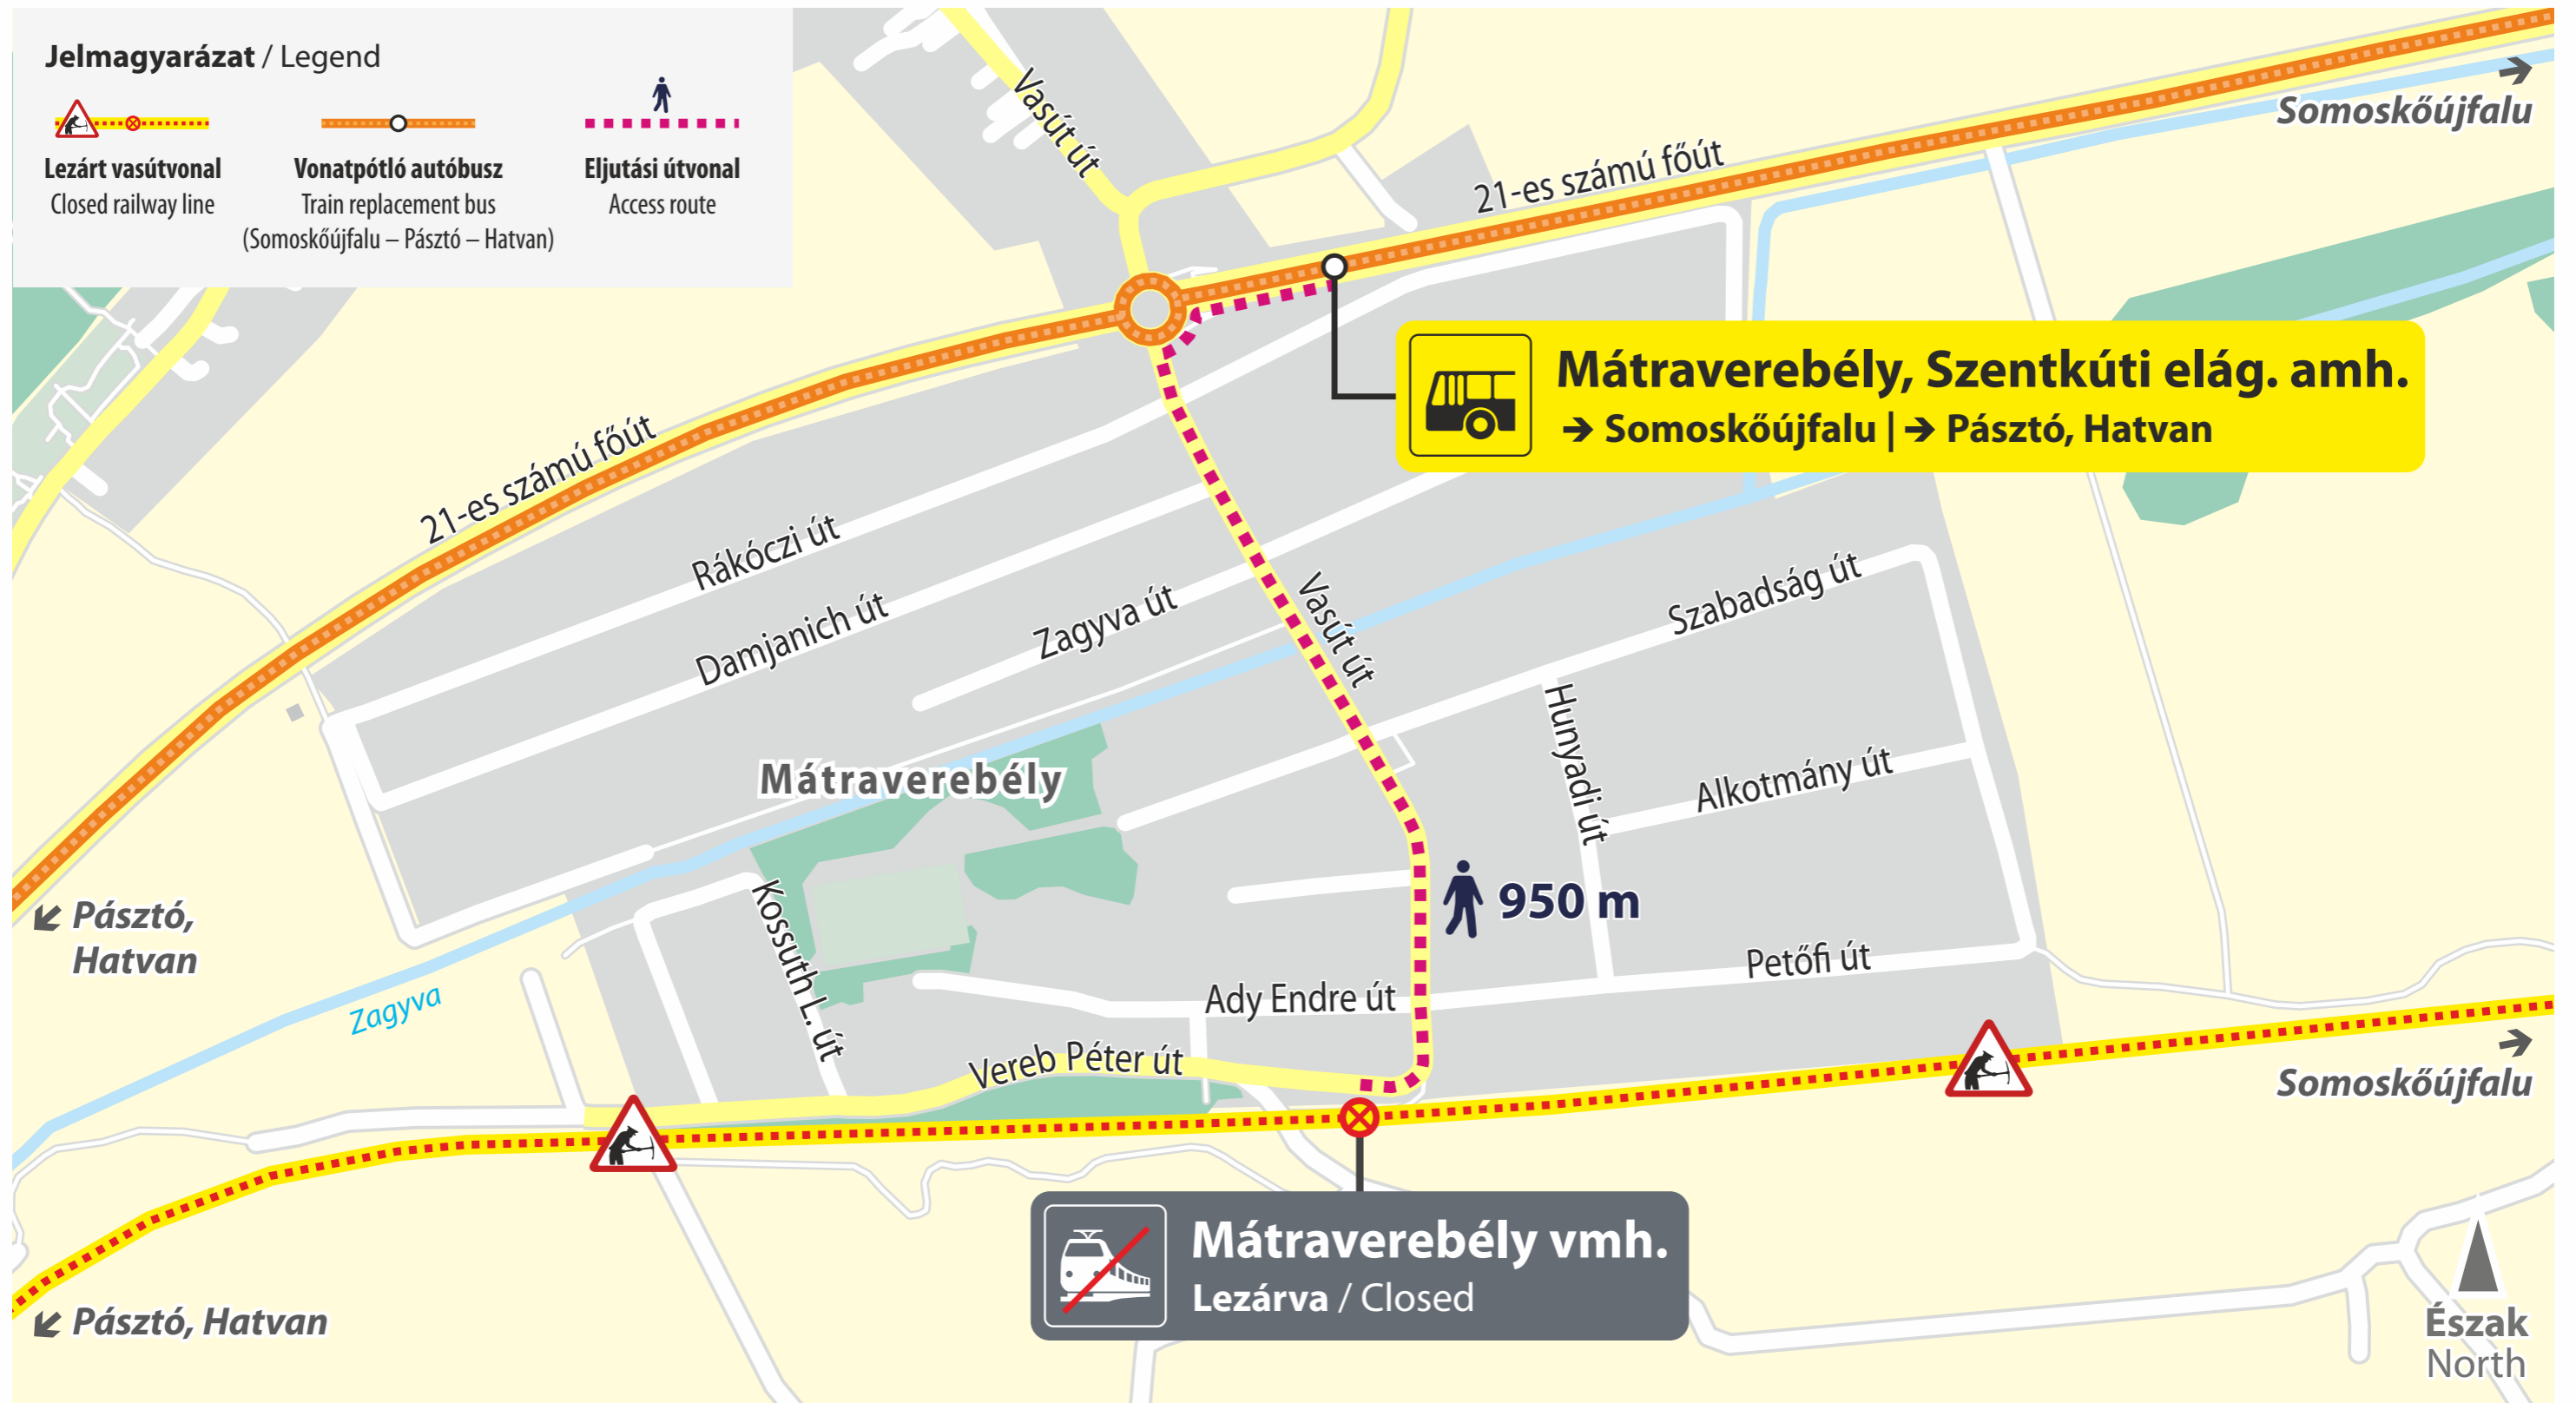 Jelmagyarázat / Legend
Lezárt vasútvonal
Closed railway line
Vonatpótló autóbusz
Train replacement bus
(Somoskőújfalu – Pásztó – Hatvan)
Eljutási útvonal
Access route
Vasút út
21-es számú főút
→
Somoskőújfalu
Mátraverebély, Szentkúti elág. amh.
→ Somoskőújfalu | → Pásztó, Hatvan
21-es számú főút
Rákóczi út
Damjanich út
Zagyva út
Vasút út
Szabadság út
Hunyadi út
Alkotmány út
Mátraverebély
Kossuth L. út
950 m
Petőfi út
Ady Endre út
Vereb Péter út
↙ Pásztó,
Hatvan
Zagyva
→
Somoskőújfalu
Mátraverebély vmh.
Lezárva / Closed
↙ Pásztó, Hatvan
Észak
North